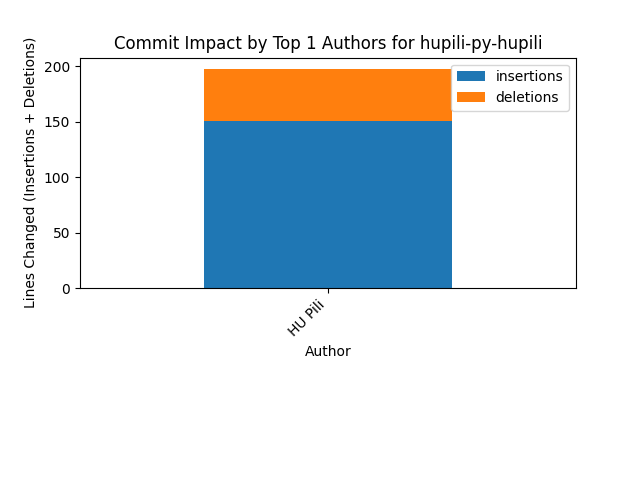 Commit Impact by Top 1 Authors for hupili-py-hupili
Lines Changed (Insertions + Deletions)
200
150
100
50
0
insertions
deletions
HU Pili
Author